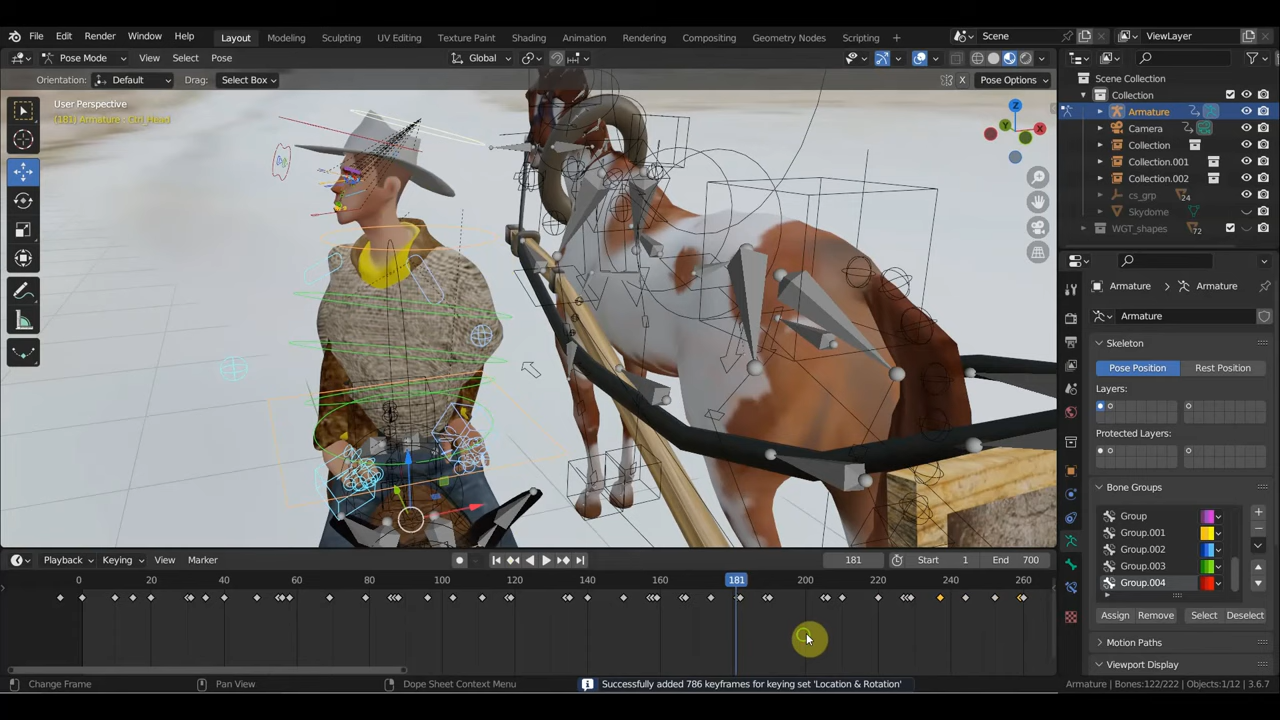 File Edit Render Window Help Layout Modeling Sculpting UV Editing Texture Paint Shading Animation Rendering Compositing Geometry Nodes Scripting + Scene ViewLayer
Pose Mode View Select Pose Global
Orientation: Default Drag: Select Box X Pose Options
User Perspective
(181) Armature : Ctrl_Head
Z
Y
X
Scene Collection
Collection
Armature
Camera
Collection
Collection.001
Collection.002
cs_grp 24
Skydome
WGT_shapes 72
Armature > Armature
Armature
Skeleton
Pose Position Rest Position
Layers:
Protected Layers:
Bone Groups
Group
Group.001
Group.002
Group.003
Group.004
Assign Remove Select Deselect
Motion Paths
Viewport Display
Playback Keying View Marker 181 Start 1 End 700
0 20 40 60 80 100 120 140 160 181 200 220 240 260
Change Frame Pan View Dope Sheet Context Menu Successfully added 786 keyframes for keying set 'Location & Rotation' Armature | Bones:122/222 | Objects:1/12 | 3.6.7